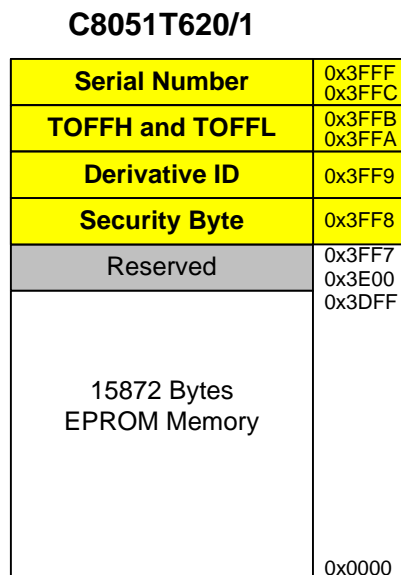 C8051T620/1
Serial Number
0x3FFF
0x3FFC
TOFFH and TOFFL
0x3FFB
0x3FFA
Derivative ID
0x3FF9
Security Byte
0x3FF8
Reserved
0x3FF7
0x3E00
0x3DFF
15872 Bytes
EPROM Memory
0x0000